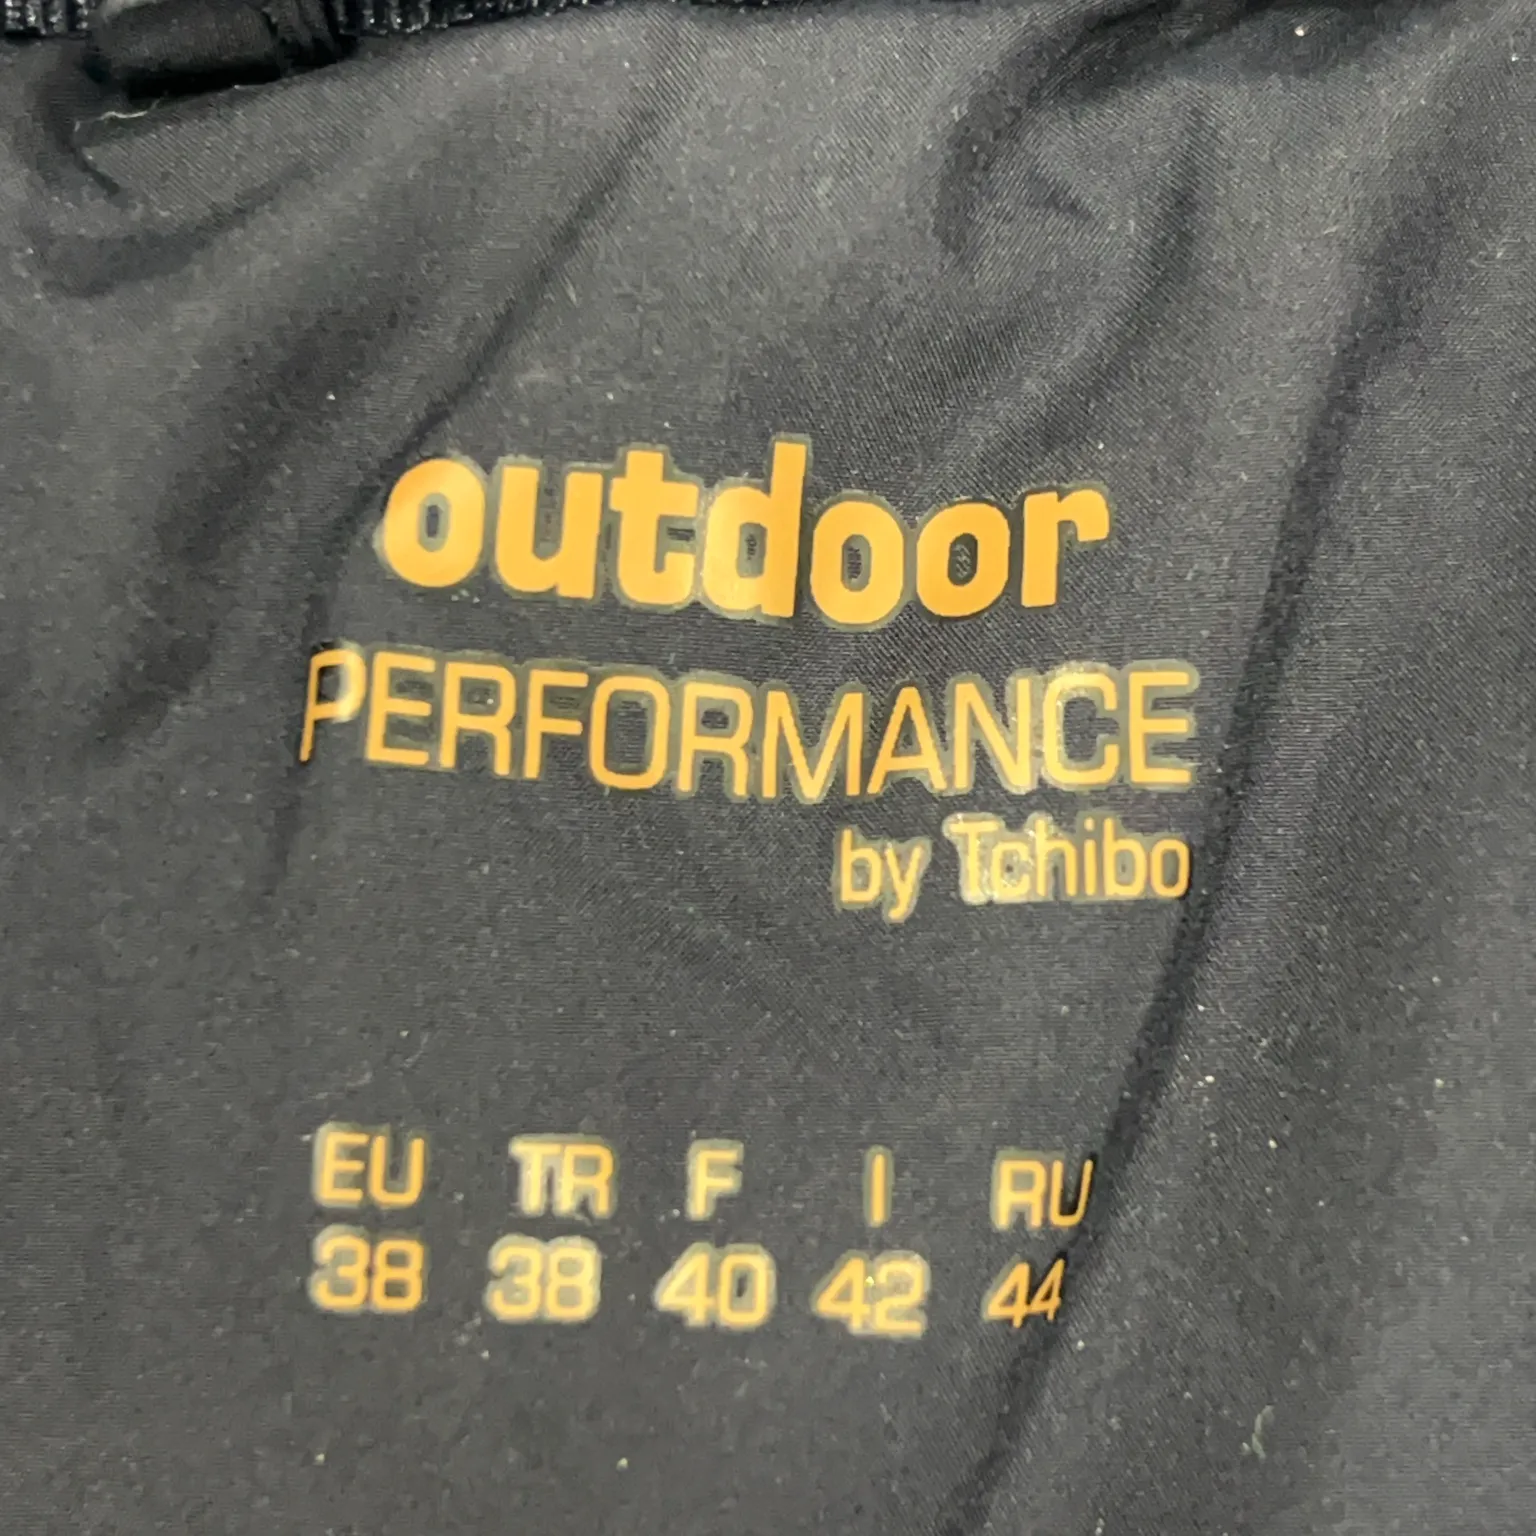 outdoor
PERFORMANCE
by Tchibo
EU TR F I RU
38 38 40 42 44